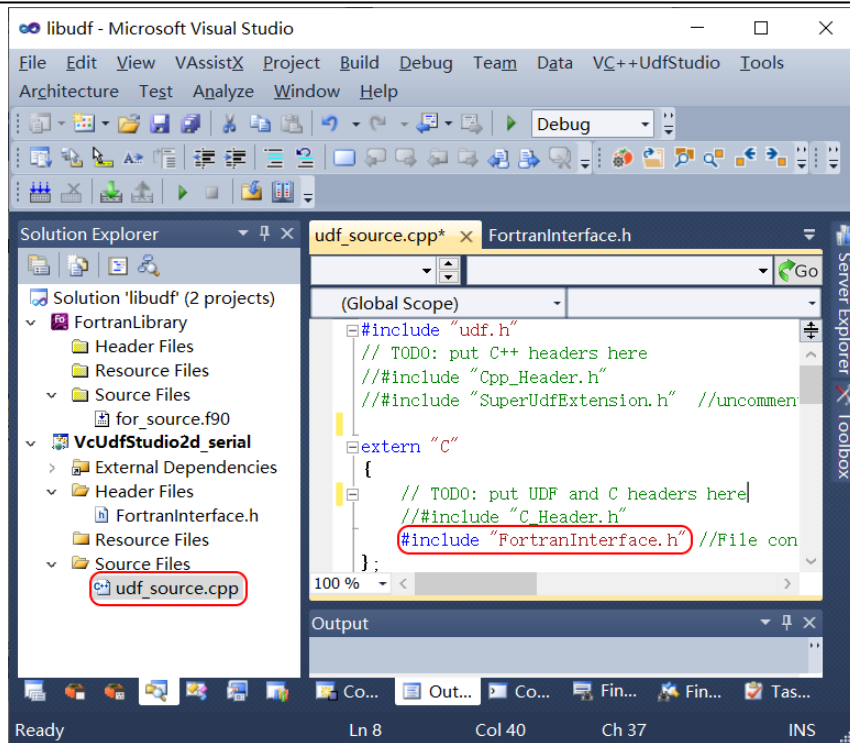 libudf - Microsoft Visual Studio
File Edit View VAssistX Project Build Debug Team Data VC++UdfStudio Tools
Architecture Test Analyze Window Help
Debug
Solution Explorer
Solution 'libudf' (2 projects)
FortranLibrary
Header Files
Resource Files
Source Files
for_source.f90
VcUdfStudio2d_serial
External Dependencies
Header Files
FortranInterface.h
Resource Files
Source Files
udf_source.cpp
udf_source.cpp* FortranInterface.h
Go
(Global Scope)
#include "udf.h"
// TODO: put C++ headers here
//#include "Cpp_Header.h"
//#include "SuperUdfExtension.h" //uncommen
extern "C"
{
// TODO: put UDF and C headers here
//#include "C_Header.h"
#include "FortranInterface.h" //File con
};
100 %
Output
Server Explorer
Toolbox
Co... Out... Co... Fin... Fin... Tas...
Ready Ln 8 Col 40 Ch 37 INS